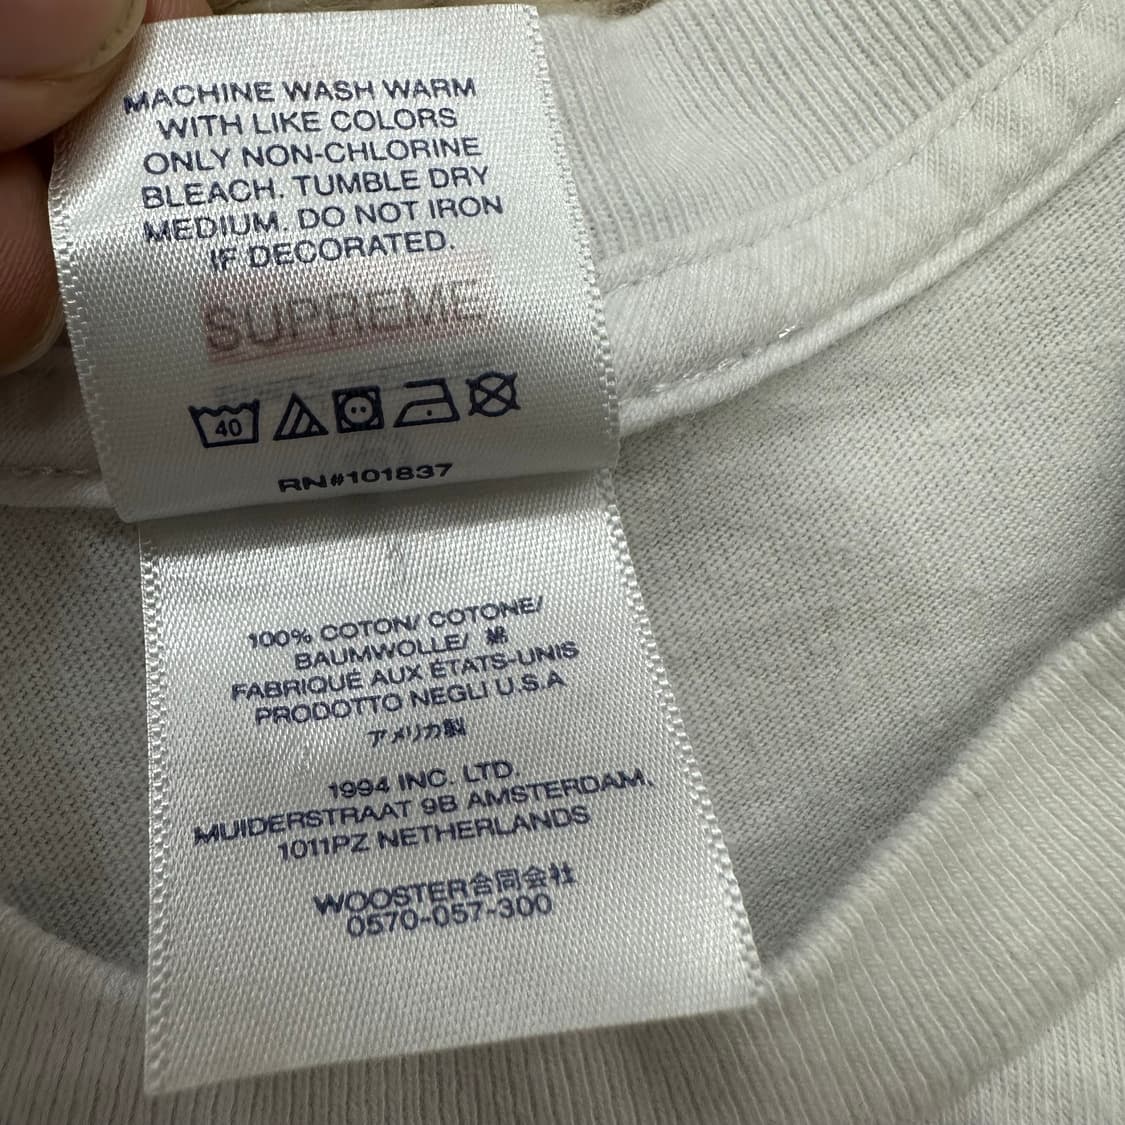 MACHINE WASH WARM
WITH LIKE COLORS
ONLY NON-CHLORINE
BLEACH. TUMBLE DRY
MEDIUM. DO NOT IRON
IF DECORATED.
SUPREME
40
RN#101837
100% COTON/ COTONE/
BAUMWOLLE/ 綿
FABRIQUÉ AUX ÉTATS-UNIS
PRODOTTO NEGLI U.S.A
アメリカ製
1994 INC. LTD.
MUIDERSTRAAT 9B AMSTERDAM,
1011PZ NETHERLANDS
WOOSTER合同会社
0570-057-300